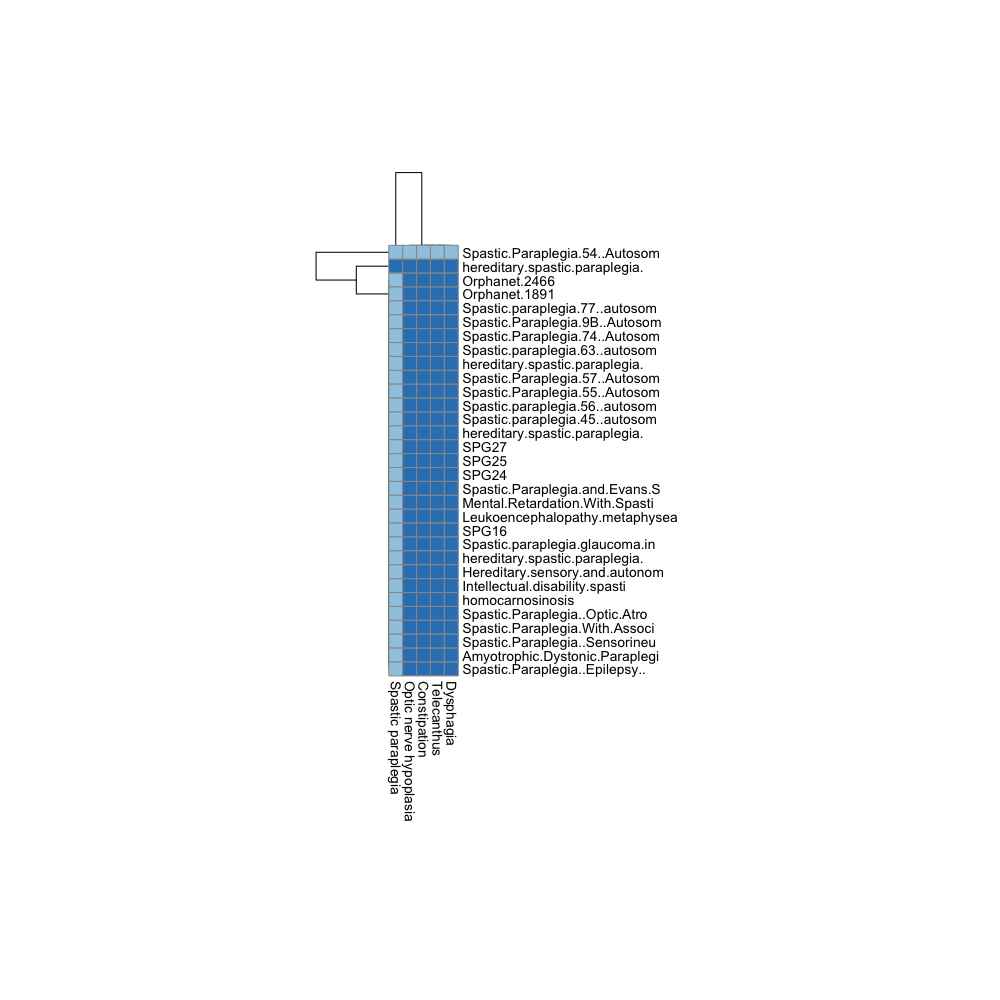 Spastic.Paraplegia.54..Autosom
hereditary.spastic.paraplegia.
Orphanet.2466
Orphanet.1891
Spastic.paraplegia.77..autosom
Spastic.Paraplegia.9B..Autosom
Spastic.Paraplegia.74..Autosom
Spastic.paraplegia.63..autosom
hereditary.spastic.paraplegia.
Spastic.Paraplegia.57..Autosom
Spastic.Paraplegia.55..Autosom
Spastic.paraplegia.56..autosom
Spastic.paraplegia.45..autosom
hereditary.spastic.paraplegia.
SPG27
SPG25
SPG24
Spastic.Paraplegia.and.Evans.S
Mental.Retardation.With.Spasti
Leukoencephalopathy.metaphysea
SPG16
Spastic.paraplegia.glaucoma.in
hereditary.spastic.paraplegia.
Hereditary.sensory.and.autonom
Intellectual.disability.spasti
homocarnosinosis
Spastic.Paraplegia..Optic.Atro
Spastic.Paraplegia.With.Associ
Spastic.Paraplegia..Sensorineu
Amyotrophic.Dystonic.Paraplegi
Spastic.Paraplegia..Epilepsy..
Spastic paraplegia
Optic nerve hypoplasia
Constipation
Telecanthus
Dysphagia